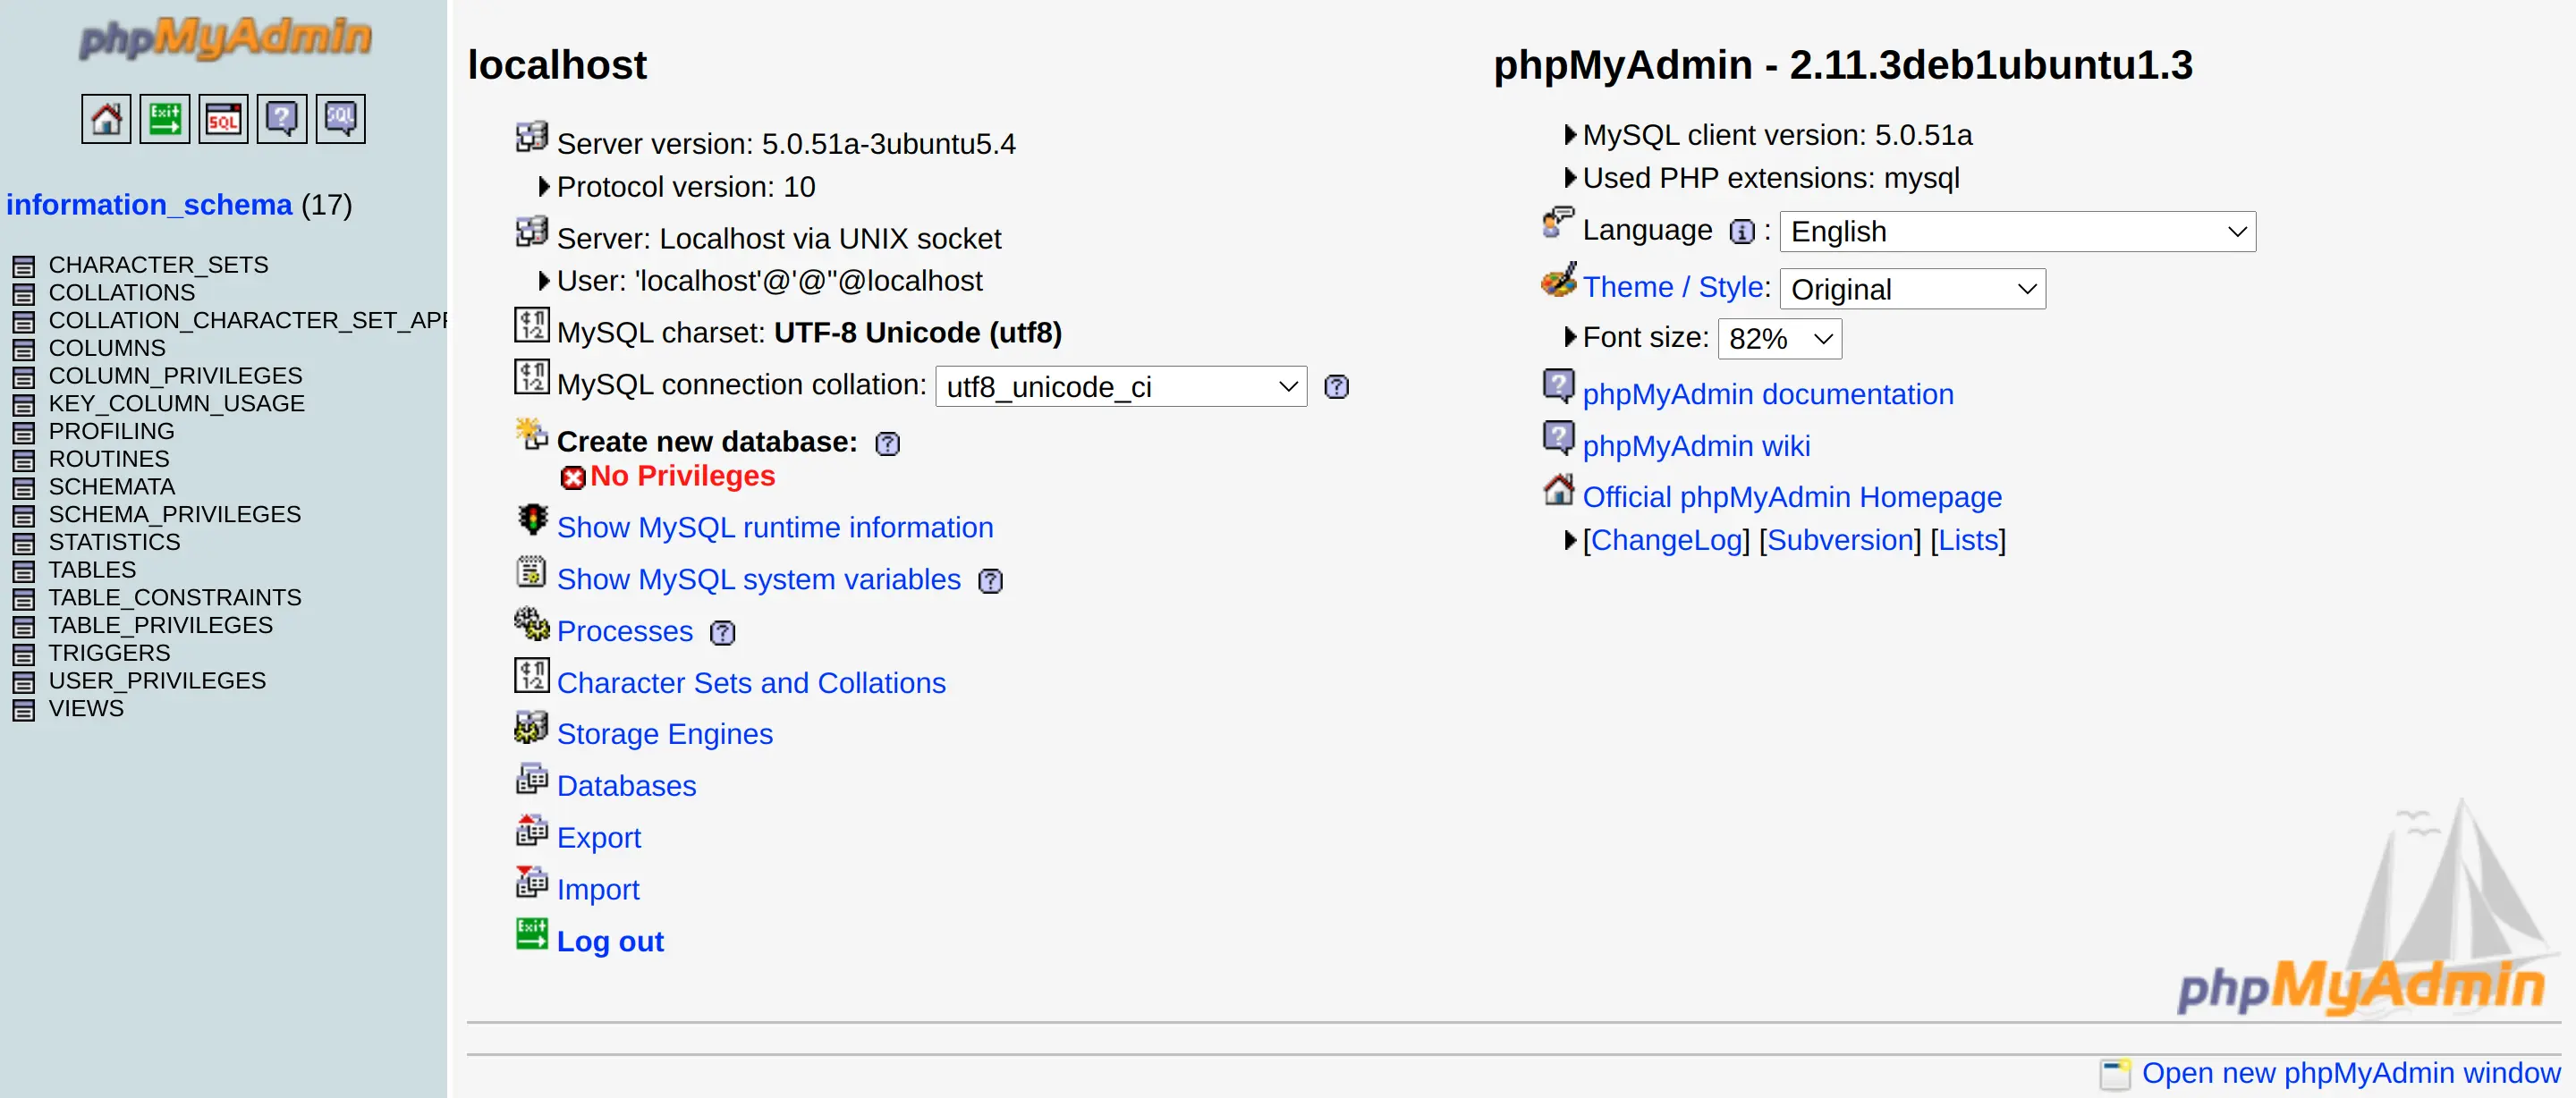 phpMyAdmin
Exit
SQL
?
SQL
information_schema (17)
CHARACTER_SETS
COLLATIONS
COLLATION_CHARACTER_SET_APP
COLUMNS
COLUMN_PRIVILEGES
KEY_COLUMN_USAGE
PROFILING
ROUTINES
SCHEMATA
SCHEMA_PRIVILEGES
STATISTICS
TABLES
TABLE_CONSTRAINTS
TABLE_PRIVILEGES
TRIGGERS
USER_PRIVILEGES
VIEWS
localhost
Server version: 5.0.51a-3ubuntu5.4
Protocol version: 10
Server: Localhost via UNIX socket
User: 'localhost'@'@"@localhost
MySQL charset: UTF-8 Unicode (utf8)
MySQL connection collation: utf8_unicode_ci ?
Create new database: ?
No Privileges
Show MySQL runtime information
Show MySQL system variables ?
Processes ?
Character Sets and Collations
Storage Engines
Databases
Export
Import
Exit Log out
phpMyAdmin - 2.11.3deb1ubuntu1.3
MySQL client version: 5.0.51a
Used PHP extensions: mysql
Language i : English
Theme / Style: Original
Font size: 82%
? phpMyAdmin documentation
? phpMyAdmin wiki
Official phpMyAdmin Homepage
[ChangeLog] [Subversion] [Lists]
phpMyAdmin
Open new phpMyAdmin window